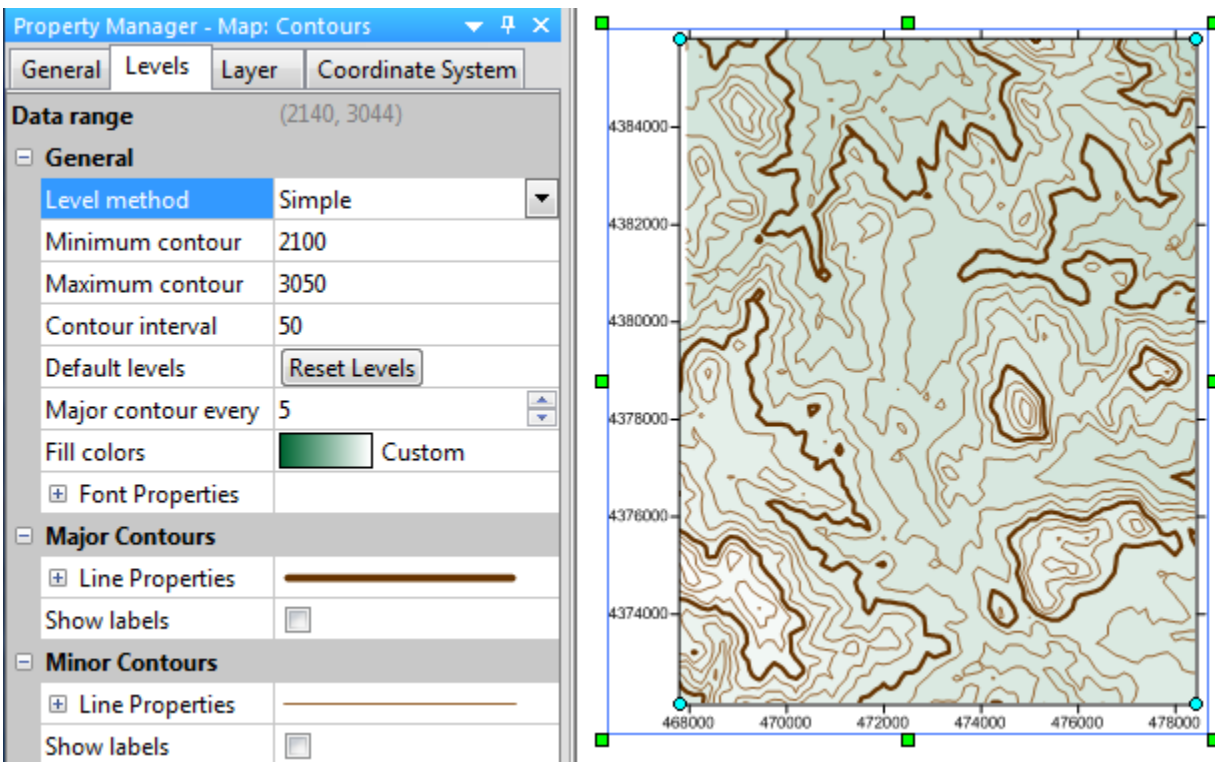 Property Manager - Map: Contours
General Levels Layer Coordinate System
Data range (2140, 3044)
General
Level method Simple
Minimum contour 2100
Maximum contour 3050
Contour interval 50
Default levels Reset Levels
Major contour every 5
Fill colors Custom
Font Properties
Major Contours
Line Properties
Show labels
Minor Contours
Line Properties
Show labels
4384000
4382000
4380000
4378000
4376000
4374000
468000 470000 472000 474000 476000 478000